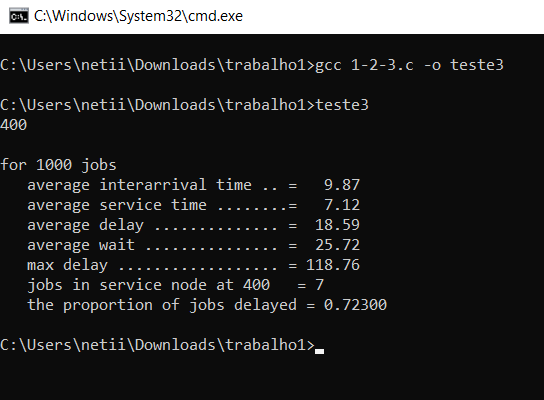 C:\Windows\System32\cmd.exe
C:\Users\netii\Downloads\trabalho1>gcc 1-2-3.c -o teste3
C:\Users\netii\Downloads\trabalho1>teste3
400
for 1000 jobs
   average interarrival time .. =   9.87
   average service time ........=   7.12
   average delay .............. =  18.59
   average wait ............... =  25.72
   max delay .................. = 118.76
   jobs in service node at 400   = 7
   the proportion of jobs delayed = 0.72300
C:\Users\netii\Downloads\trabalho1>